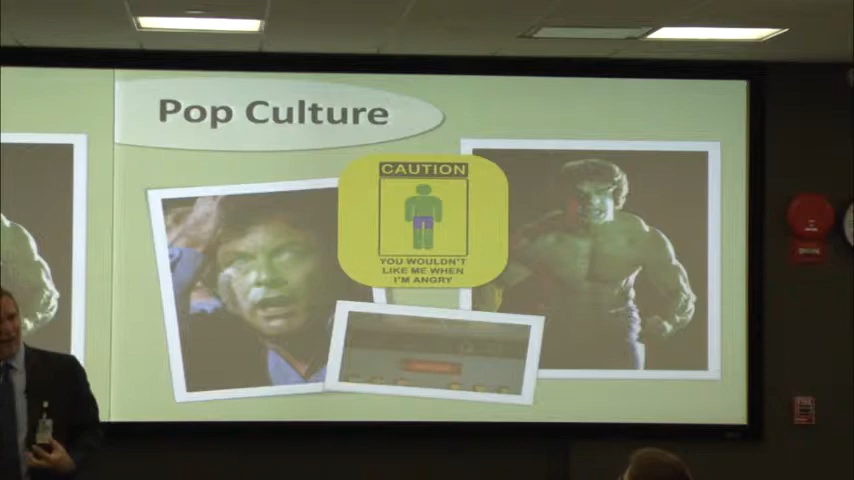 Pop Culture
CAUTION
YOU WOULDN'T
LIKE ME WHEN
I'M ANGRY